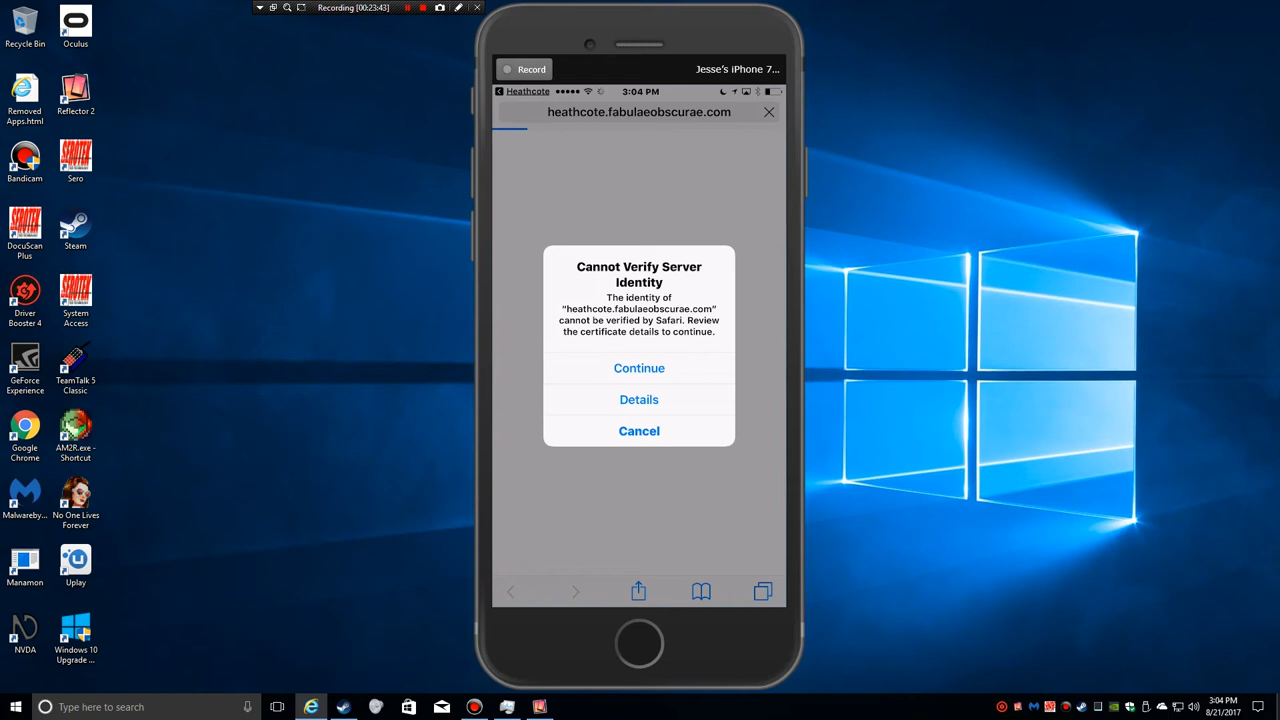 Recording [00:23:43]
Recycle Bin
Oculus
Removed Apps.html
Reflector 2
Bandicam
SEROTEK
Sero
SEROTEK
DocuScan Plus
Steam
Driver Booster 4
SEROTEK
System Access
GeForce Experience
TeamTalk 5 Classic
Google Chrome
AM2R.exe - Shortcut
Malwareby...
No One Lives Forever
Manamon
Uplay
NVDA
Windows 10 Upgrade ...
Record
Jesse's iPhone 7...
Heathcote
3:04 PM
heathcote.fabulaeobscurae.com
Cannot Verify Server
Identity
The identity of
“heathcote.fabulaeobscurae.com”
cannot be verified by Safari. Review
the certificate details to continue.
Continue
Details
Cancel
Type here to search
3:04 PM
8/21/2017